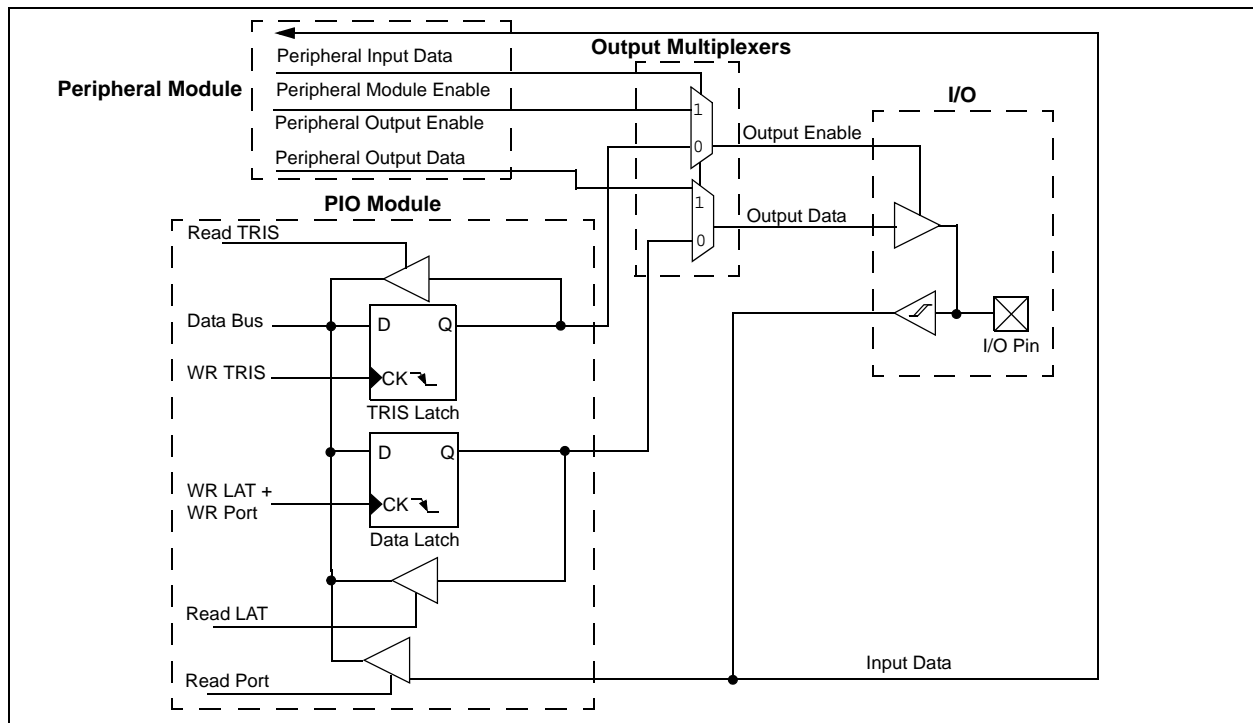 Output Multiplexers
Peripheral Module
Peripheral Input Data
Peripheral Module Enable
Peripheral Output Enable
Peripheral Output Data
1
0
Output Enable
1
0
Output Data
I/O
I/O Pin
PIO Module
Read TRIS
Data Bus
D
Q
WR TRIS
CK
TRIS Latch
D
Q
WR LAT +
WR Port
CK
Data Latch
Read LAT
Read Port
Input Data